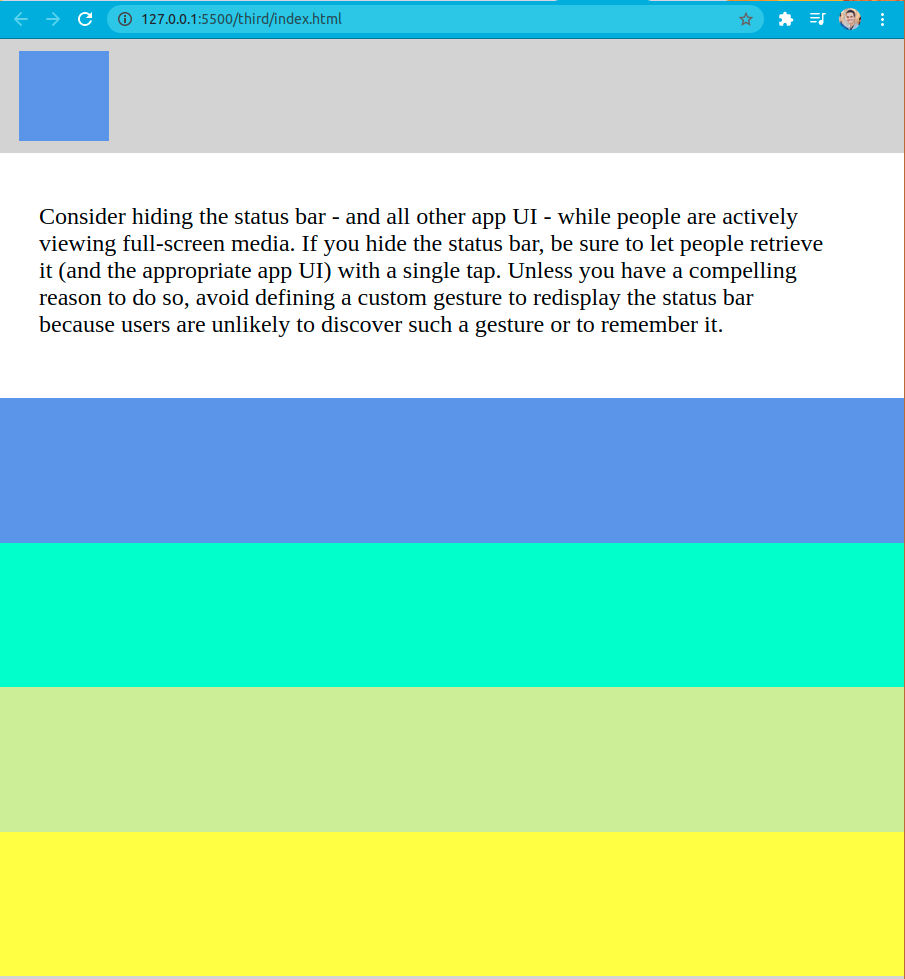 127.0.0.1:5500/third/index.html
Consider hiding the status bar - and all other app UI - while people are actively
viewing full-screen media. If you hide the status bar, be sure to let people retrieve
it (and the appropriate app UI) with a single tap. Unless you have a compelling
reason to do so, avoid defining a custom gesture to redisplay the status bar
because users are unlikely to discover such a gesture or to remember it.